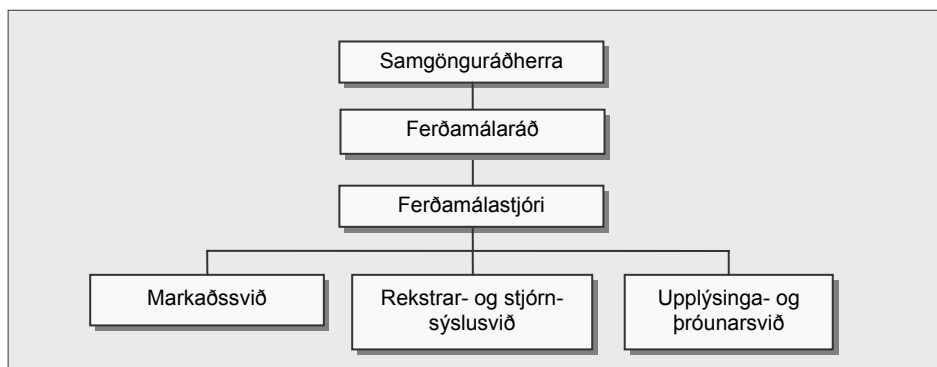 Samgönguráðherra
Ferðamálaráð
Ferðamálastjóri
Markaðssvið
Rekstrar- og stjórn-
sýslusvið
Upplýsinga- og
þróunarsvið